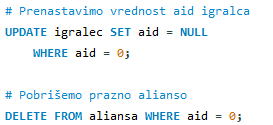 # Prenastavimo vrednost aid igralca
UPDATE igralec SET aid = NULL
WHERE aid = 0;
# Pobrišemo prazno alianso
DELETE FROM aliansa WHERE aid = 0;